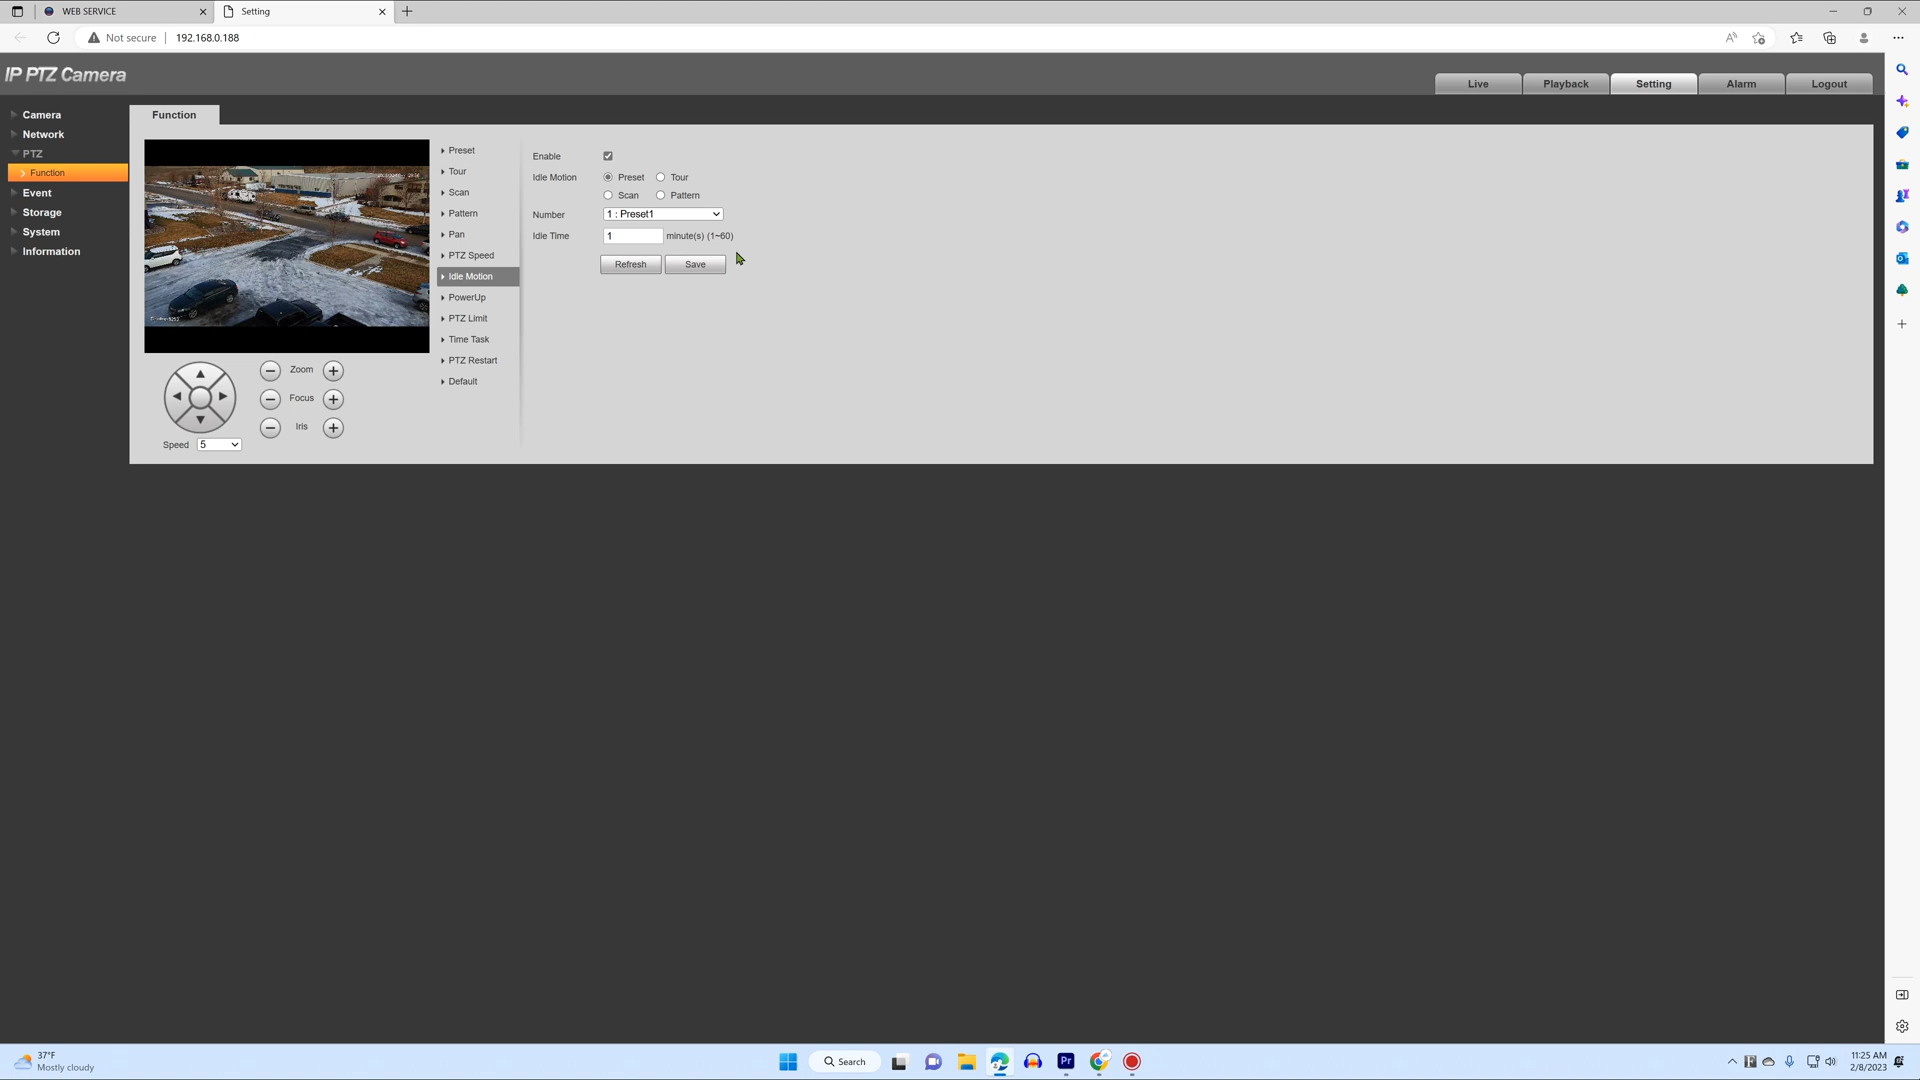 WEB SERVICE
Setting
Not secure
192.168.0.188
IP PTZ Camera
Live
Playback
Setting
Alarm
Logout
Camera
Network
PTZ
Function
Event
Storage
System
Information
Function
Preset
Tour
Scan
Pattern
Pan
PTZ Speed
Idle Motion
PowerUp
PTZ Limit
Time Task
PTZ Restart
Default
Enable
Idle Motion Preset Tour
Scan Pattern
Number 1 : Preset1
Idle Time 1 minute(s) (1~60)
Refresh Save
Zoom
Focus
Iris
Speed 5
37°F
Mostly cloudy
Search
Pr
11:25 AM
2/8/2023